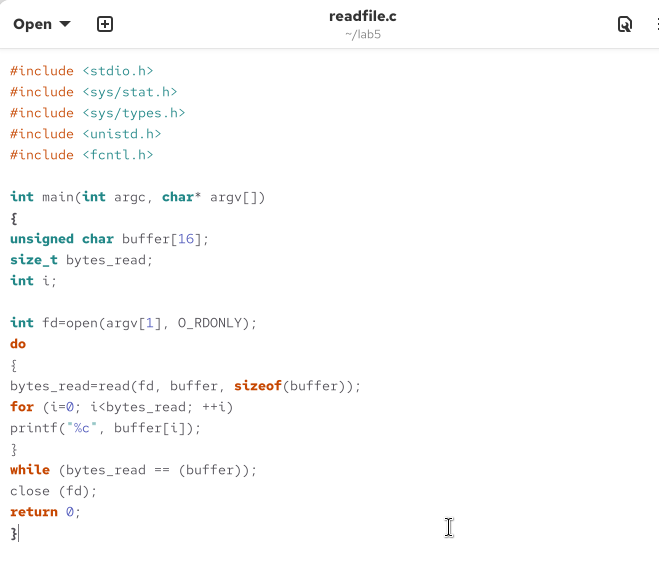 Open
readfile.c
~/lab5
#include <stdio.h>
#include <sys/stat.h>
#include <sys/types.h>
#include <unistd.h>
#include <fcntl.h>
int main(int argc, char* argv[])
{
unsigned char buffer[16];
size_t bytes_read;
int i;
int fd=open(argv[1], O_RDONLY);
do
{
bytes_read=read(fd, buffer, sizeof(buffer));
for (i=0; i<bytes_read; ++i)
printf("%c", buffer[i]);
}
while (bytes_read == (buffer));
close (fd);
return 0;
}